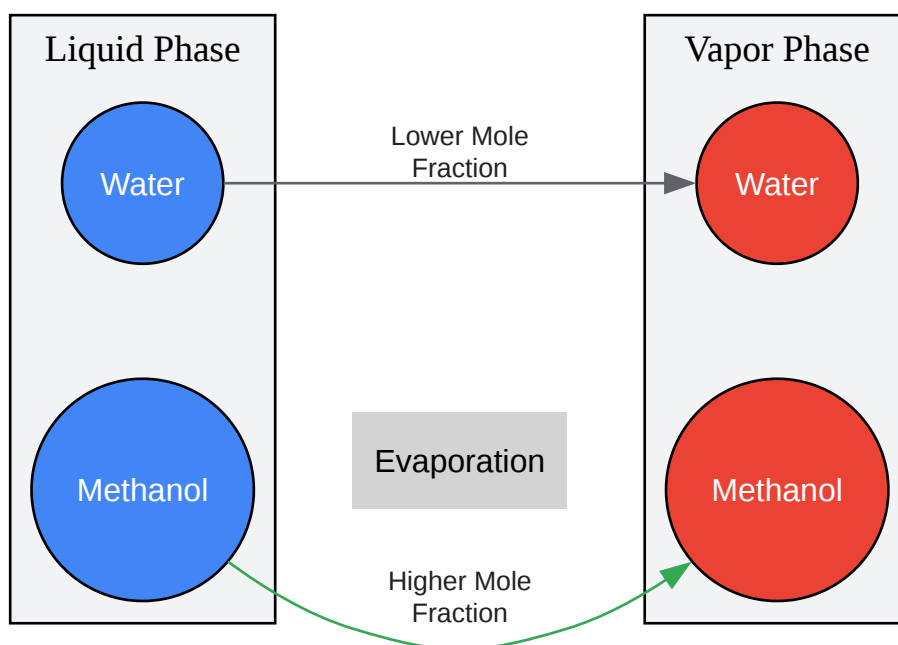 Liquid Phase
Vapor Phase
Lower Mole
Fraction
Water
Water
Methanol
Evaporation
Methanol
Higher Mole
Fraction